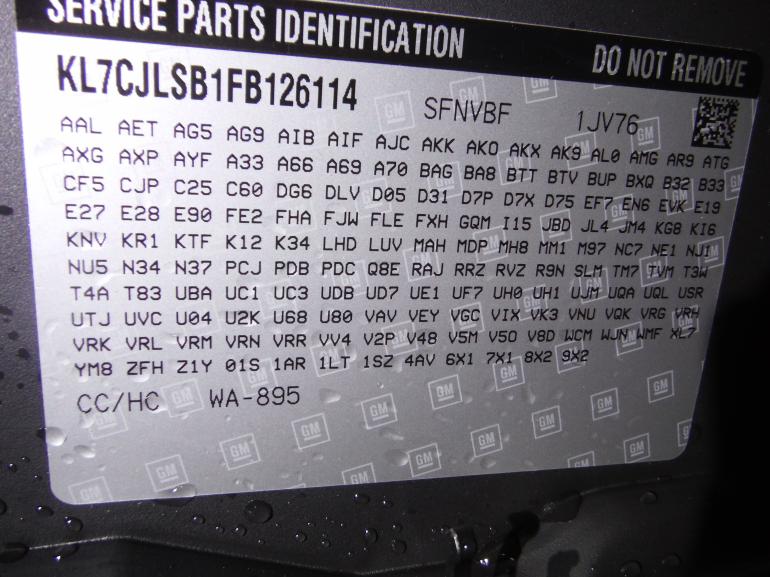 SERVICE PARTS IDENTIFICATION DO NOT REMOVE
KL7CJLSB1FB126114 SFNVBF 1JV76
AAL AET AG5 AG9 AIB AIF AJC AKK AKO AKX AK9 AL0 AMG AR9 ATG
AXG AXP AYF A33 A66 A69 A70 BAG BA8 BTT BTV BUP BXQ B32 B33
CF5 CJP C25 C60 DG6 DLV D05 D31 D7P D7X D75 EF7 EN6 EVK E19
E27 E28 E90 FE2 FHA FJW FLE FXH GQM I15 JBD JL4 JM4 KG8 KI6
KNV KR1 KTF K12 K34 LHD LUV MAH MDP MH8 MM1 M97 NC7 NE1 NJ1
NU5 N34 N37 PCJ PDB PDC Q8E RAJ RRZ RVZ R9N SLM TM7 TVM T3W
T4A T83 UBA UC1 UC3 UDB UD7 UE1 UF7 UH0 UH1 UJM UQA UQL USR
UTJ UVC U04 U2K U68 U80 VAV VEY VGC VIX VK3 VNU VQK VRG VRH
VRK VRL VRM VRN VRR VV4 V2P V48 V5M V50 V8D WCM WJN WMF XL7
YM8 ZFH Z1Y 01S 1AR 1LT 1SZ 4AV 6X1 7X1 8X2 9X2
CC/HC WA-895